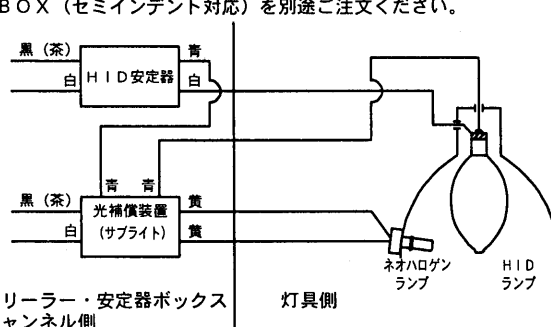 BOX（セミインデント対応）を別途ご注文ください。
黒（茶）
青
白
HID安定器
白
青
青
黒（茶）
光補償装置
黄
白
（サブライト）
黄
ネオハロゲン
ランプ
HID
ランプ
リーラー・安定器ボックス
灯具側
ャンネル側